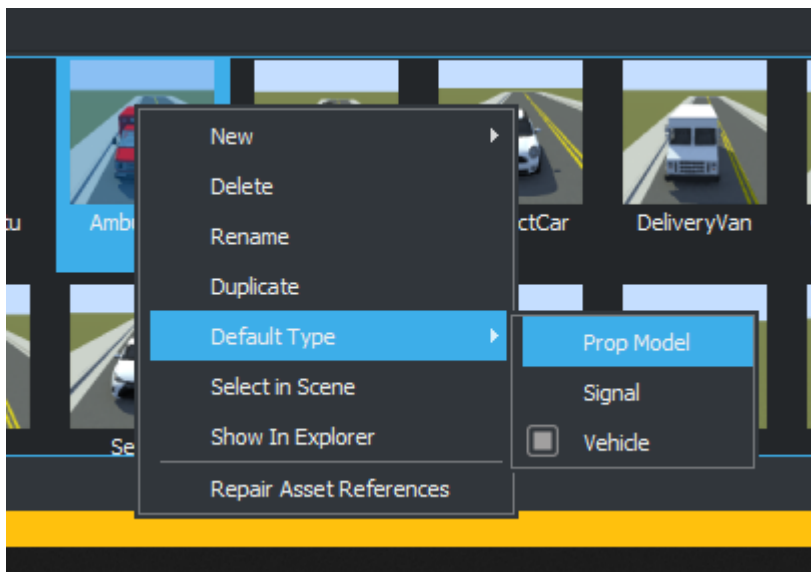 New
Delete
Rename
Duplicate
Default Type
Select in Scene
Show In Explorer
Repair Asset References
Prop Model
Signal
Vehicle
ctCar
DeliveryVan